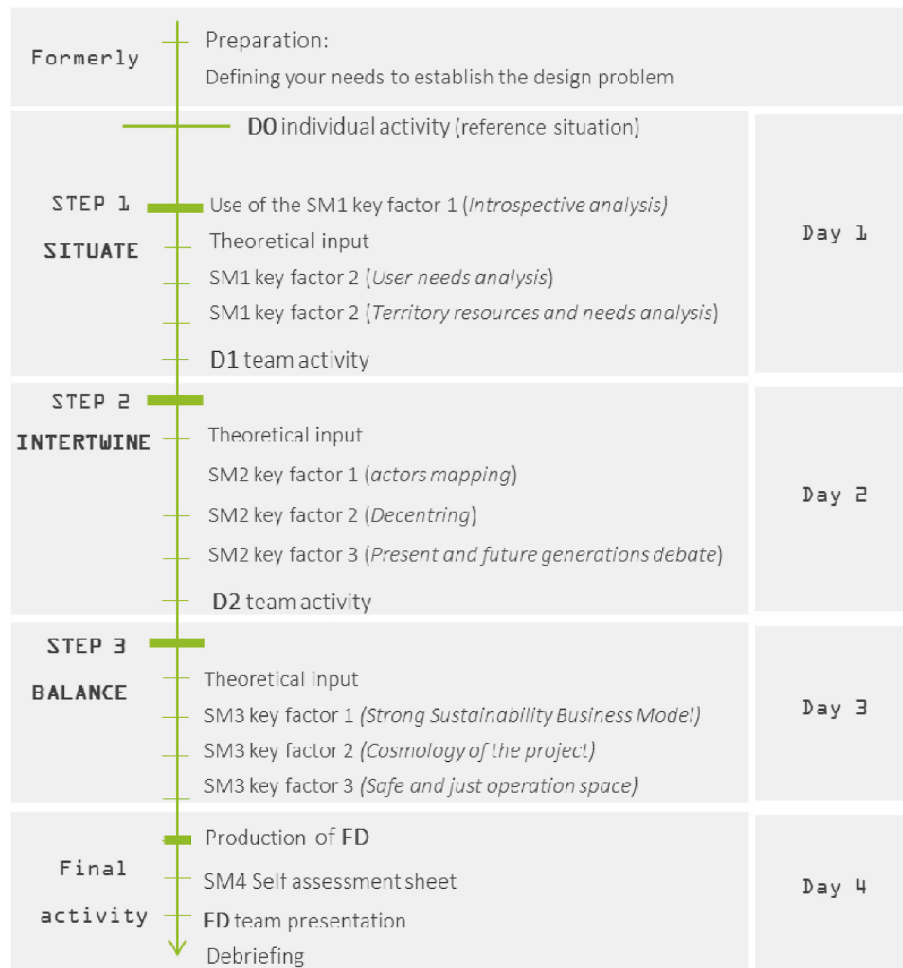 Formerly
Preparation:
Defining your needs to establish the design problem
D0 individual activity (reference situation)
STEP 1
SITUATE
Use of the SM1 key factor 1 (Introspective analysis)
Theoretical input
SM1 key factor 2 (User needs analysis)
SM1 key factor 2 (Territory resources and needs analysis)
D1 team activity
Day 1
STEP 2
INTERTWINE
Theoretical input
SM2 key factor 1 (actors mapping)
SM2 key factor 2 (Decentring)
SM2 key factor 3 (Present and future generations debate)
D2 team activity
Day 2
STEP 3
BALANCE
Theoretical input
SM3 key factor 1 (Strong Sustainability Business Model)
SM3 key factor 2 (Cosmology of the project)
SM3 key factor 3 (Safe and just operation space)
Day 3
Final
activity
Production of FD
SM4 Self assessment sheet
FD team presentation
Debriefing
Day 4